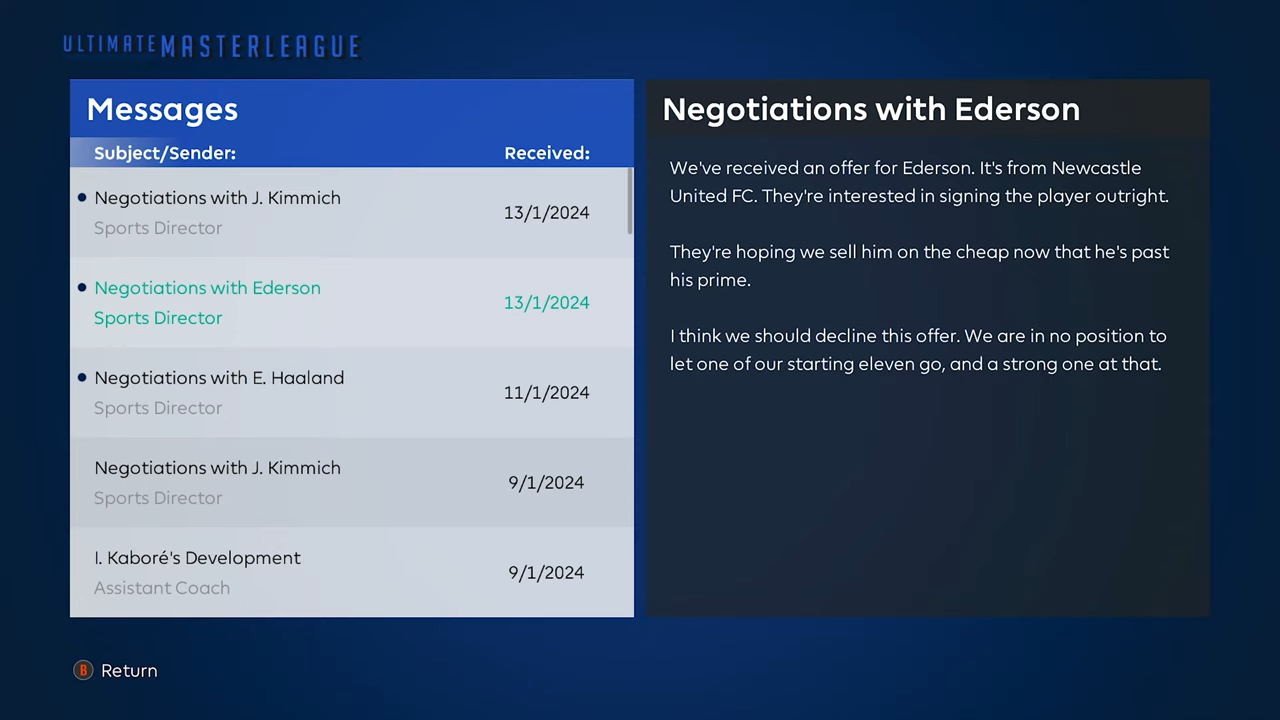 ULTIMATE MASTERLEAGUE
Messages
Subject/Sender: Received:
Negotiations with J. Kimmich
Sports Director
13/1/2024
Negotiations with Ederson
Sports Director
13/1/2024
Negotiations with E. Haaland
Sports Director
11/1/2024
Negotiations with J. Kimmich
Sports Director
9/1/2024
I. Kaboré's Development
Assistant Coach
9/1/2024
Negotiations with Ederson
We've received an offer for Ederson. It's from Newcastle
United FC. They're interested in signing the player outright.
They're hoping we sell him on the cheap now that he's past
his prime.
I think we should decline this offer. We are in no position to
let one of our starting eleven go, and a strong one at that.
B Return